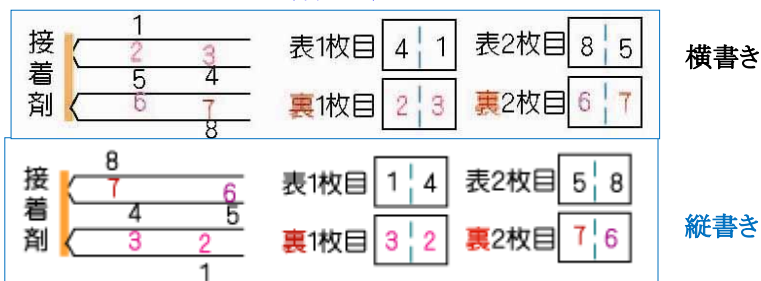 接着剤
1
2 3
5 4
6 7
8
表1枚目 4 1 表2枚目 8 5
裏1枚目 2 3 裏2枚目 6 7
横書き
接着剤
8
7 6
4 5
3 2
1
表1枚目 1 4 表2枚目 5 8
裏1枚目 3 2 裏2枚目 7 6
縦書き